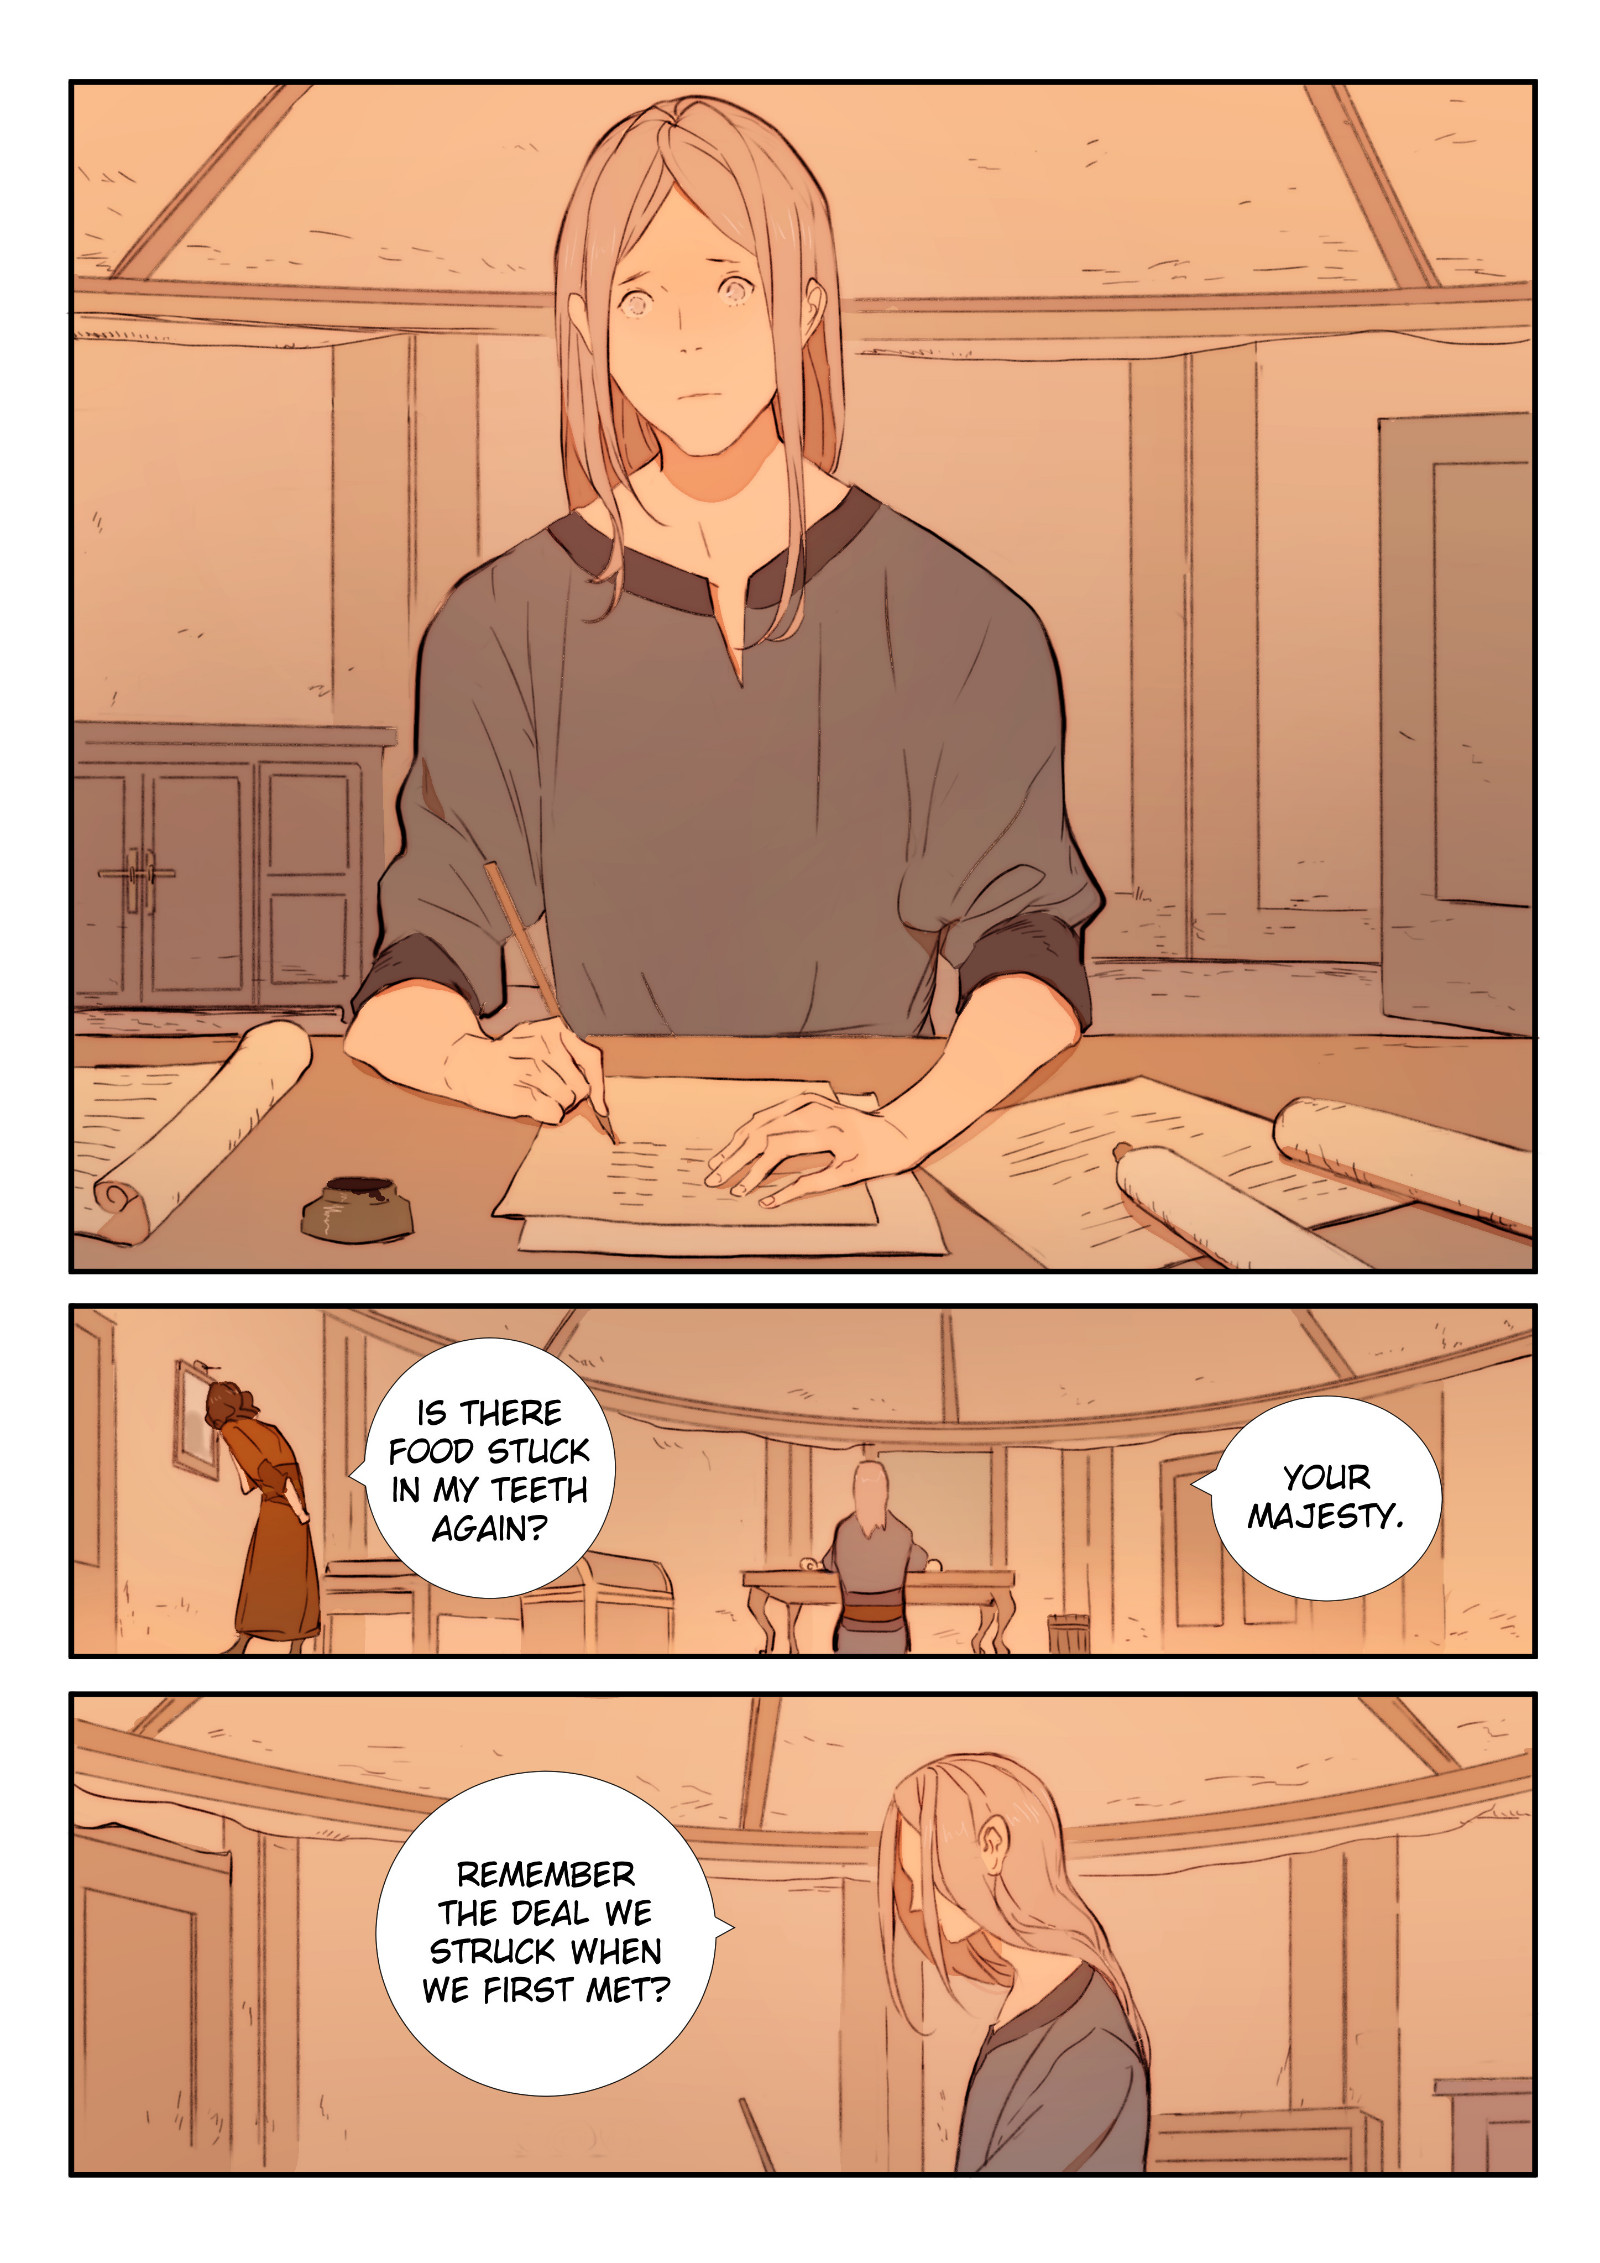 IS THERE
FOOD STUCK
IN MY TEETH
AGAIN?
YOUR
MAJESTY.
REMEMBER
THE DEAL WE
STRUCK WHEN
WE FIRST MET?